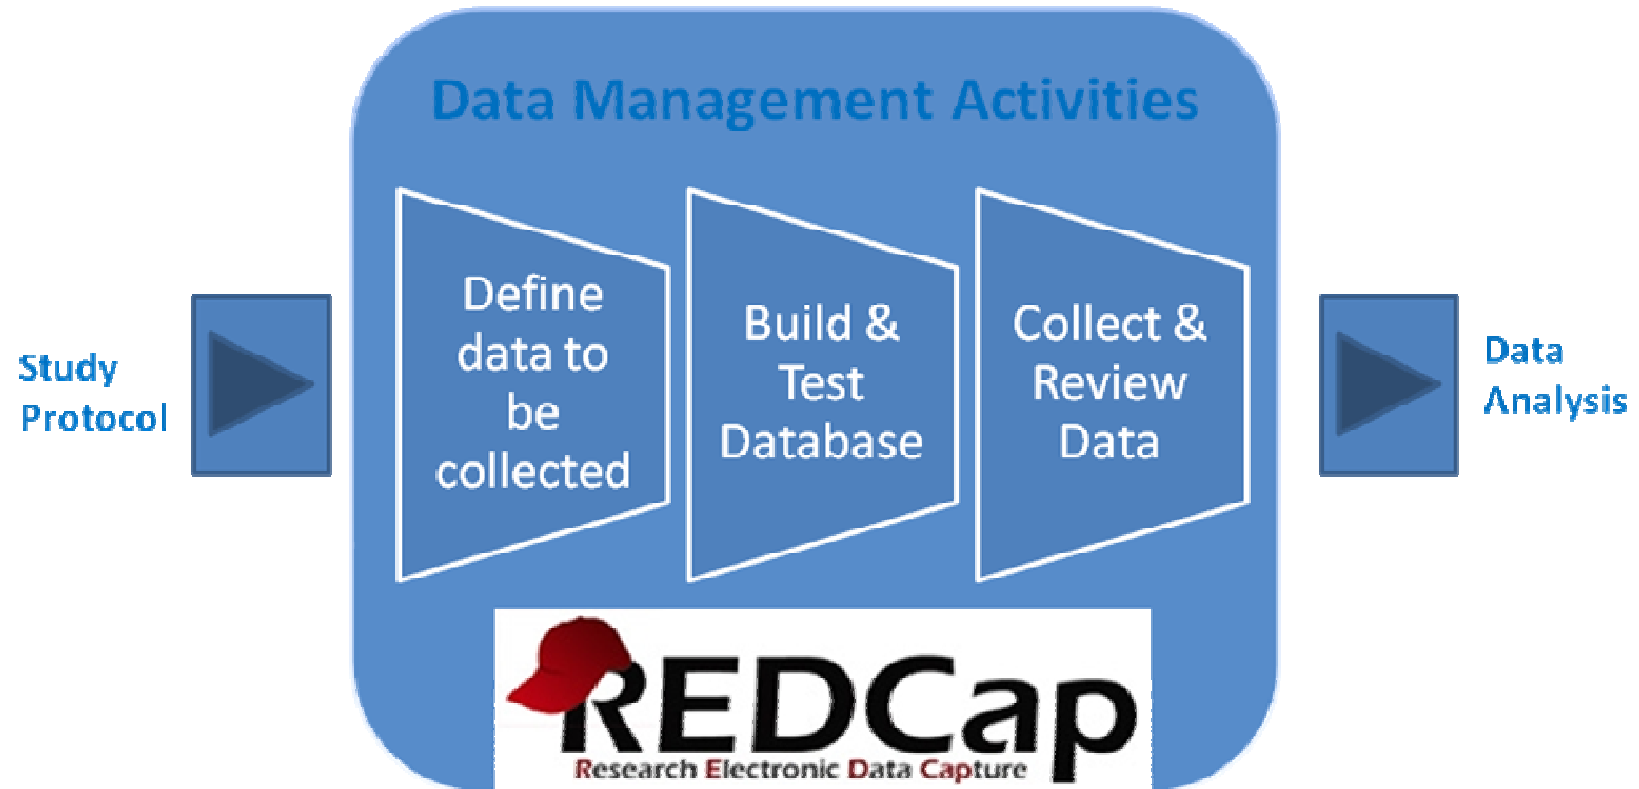 Data Management Activities
Study
Protocol
Define
data to
be
collected
Build &
Test
Database
Collect &
Review
Data
Data
Analysis
REDCap
Research Electronic Data Capture